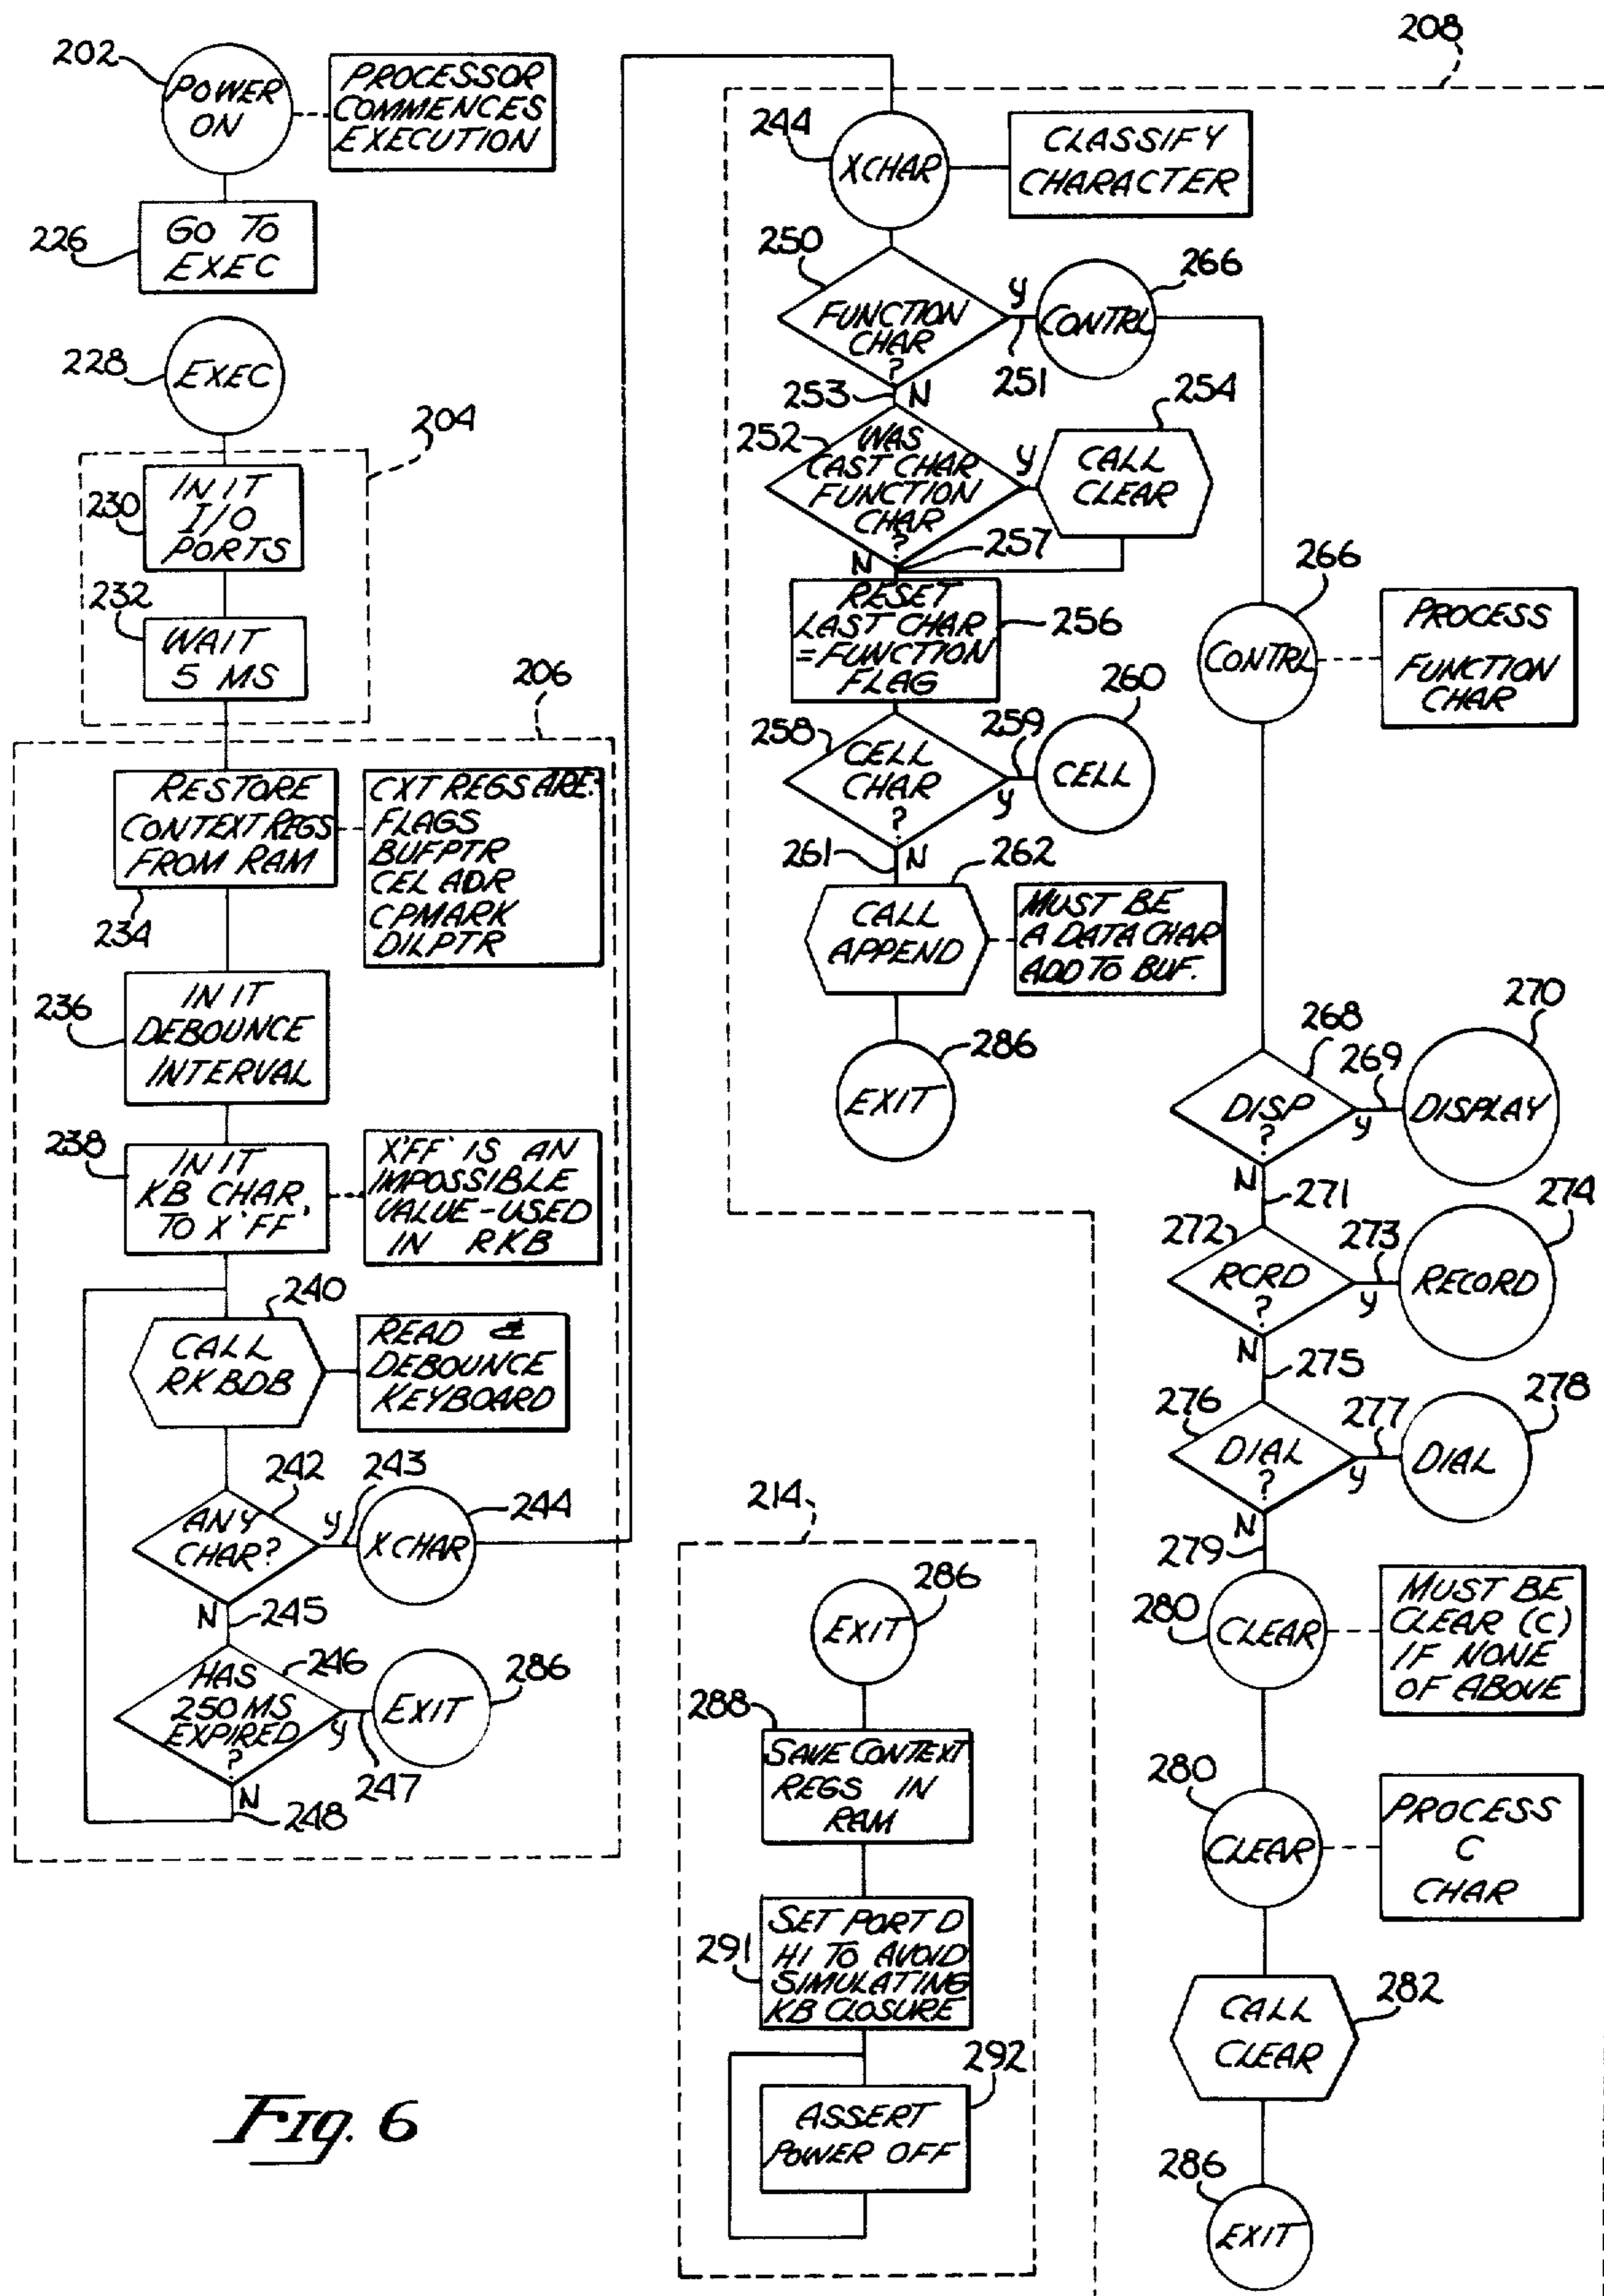 202
POWER
ON
PROCESSOR
COMMENCES
EXECUTION
226
GO TO
EXEC
228
EXEC
204
230
INIT
I/O
PORTS
232
WAIT
5 MS
206
RESTORE
CONTEXT REGS
FROM RAM
234
CXT REGS ARE:
FLAGS
BUFPTR
CEL ADR
CPMARK
DILPTR
236
INIT
DEBOUNCE
INTERVAL
238
INIT
KB CHAR
TO X'FF'
X'FF' IS AN
IMPOSSIBLE
VALUE-USED
IN RKB
240
CALL
RKBDB
READ &
DEBOUNCE
KEYBOARD
242
ANY
CHAR?
Y
243
XCHAR
244
N
245
246
HAS
250 MS
EXPIRED
?
Y
247
EXIT
286
N
248
208
244
XCHAR
CLASSIFY
CHARACTER
250
FUNCTION
CHAR
?
Y
251
CONTRL
266
253
N
252
WAS
CAST CHAR
FUNCTION
CHAR
?
Y
254
CALL
CLEAR
N
257
RESET
LAST CHAR
=FUNCTION
FLAG
256
258
CELL
CHAR
?
259
Y
260
CELL
261
N
262
CALL
APPEND
MUST BE
A DATA CHAR
ADD TO BUF.
286
EXIT
266
CONTRL
PROCESS
FUNCTION
CHAR
268
DISP
?
269
Y
270
DISPLAY
N
271
272
RCRD
?
273
Y
274
RECORD
N
275
276
DIAL
?
277
Y
278
DIAL
N
279
280
CLEAR
MUST BE
CLEAR (C)
IF NONE
OF ABOVE
280
CLEAR
PROCESS
C
CHAR
282
CALL
CLEAR
286
EXIT
214
286
EXIT
288
SAVE CONTEXT
REGS IN
RAM
291
SET PORT D
HI TO AVOID
SIMULATING
KB CLOSURE
292
ASSERT
POWER OFF
Fig. 6